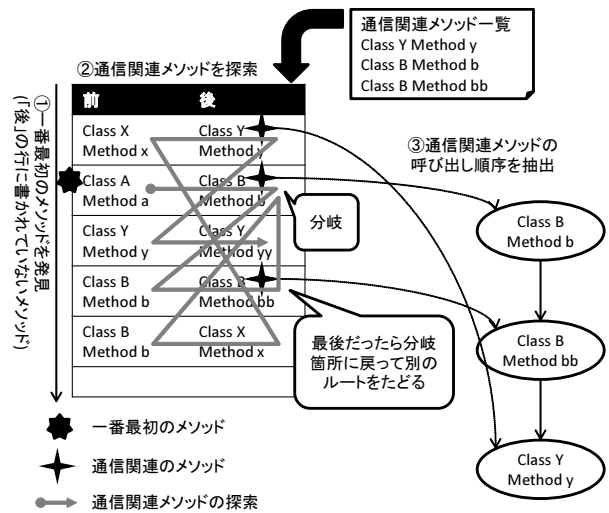 通信関連メソッド一覧
Class Y Method y
Class B Method b
Class B Method bb
②通信関連メソッドを探索
①一番最初のメソッドを発見
(「後」の行に書かれていないメソッド)
前 後
Class X Class Y
Method x Method y
Class A Class B
Method a Method b
Class Y Class Y
Method y Method yy
Class B Class B
Method b Method bb
Class B Class X
Method b Method x
分岐
最後だったら分岐
箇所に戻って別の
ルートをたどる
③通信関連メソッドの
呼び出し順序を抽出
Class B
Method b
Class B
Method bb
Class Y
Method y
一番最初のメソッド
通信関連のメソッド
通信関連メソッドの探索